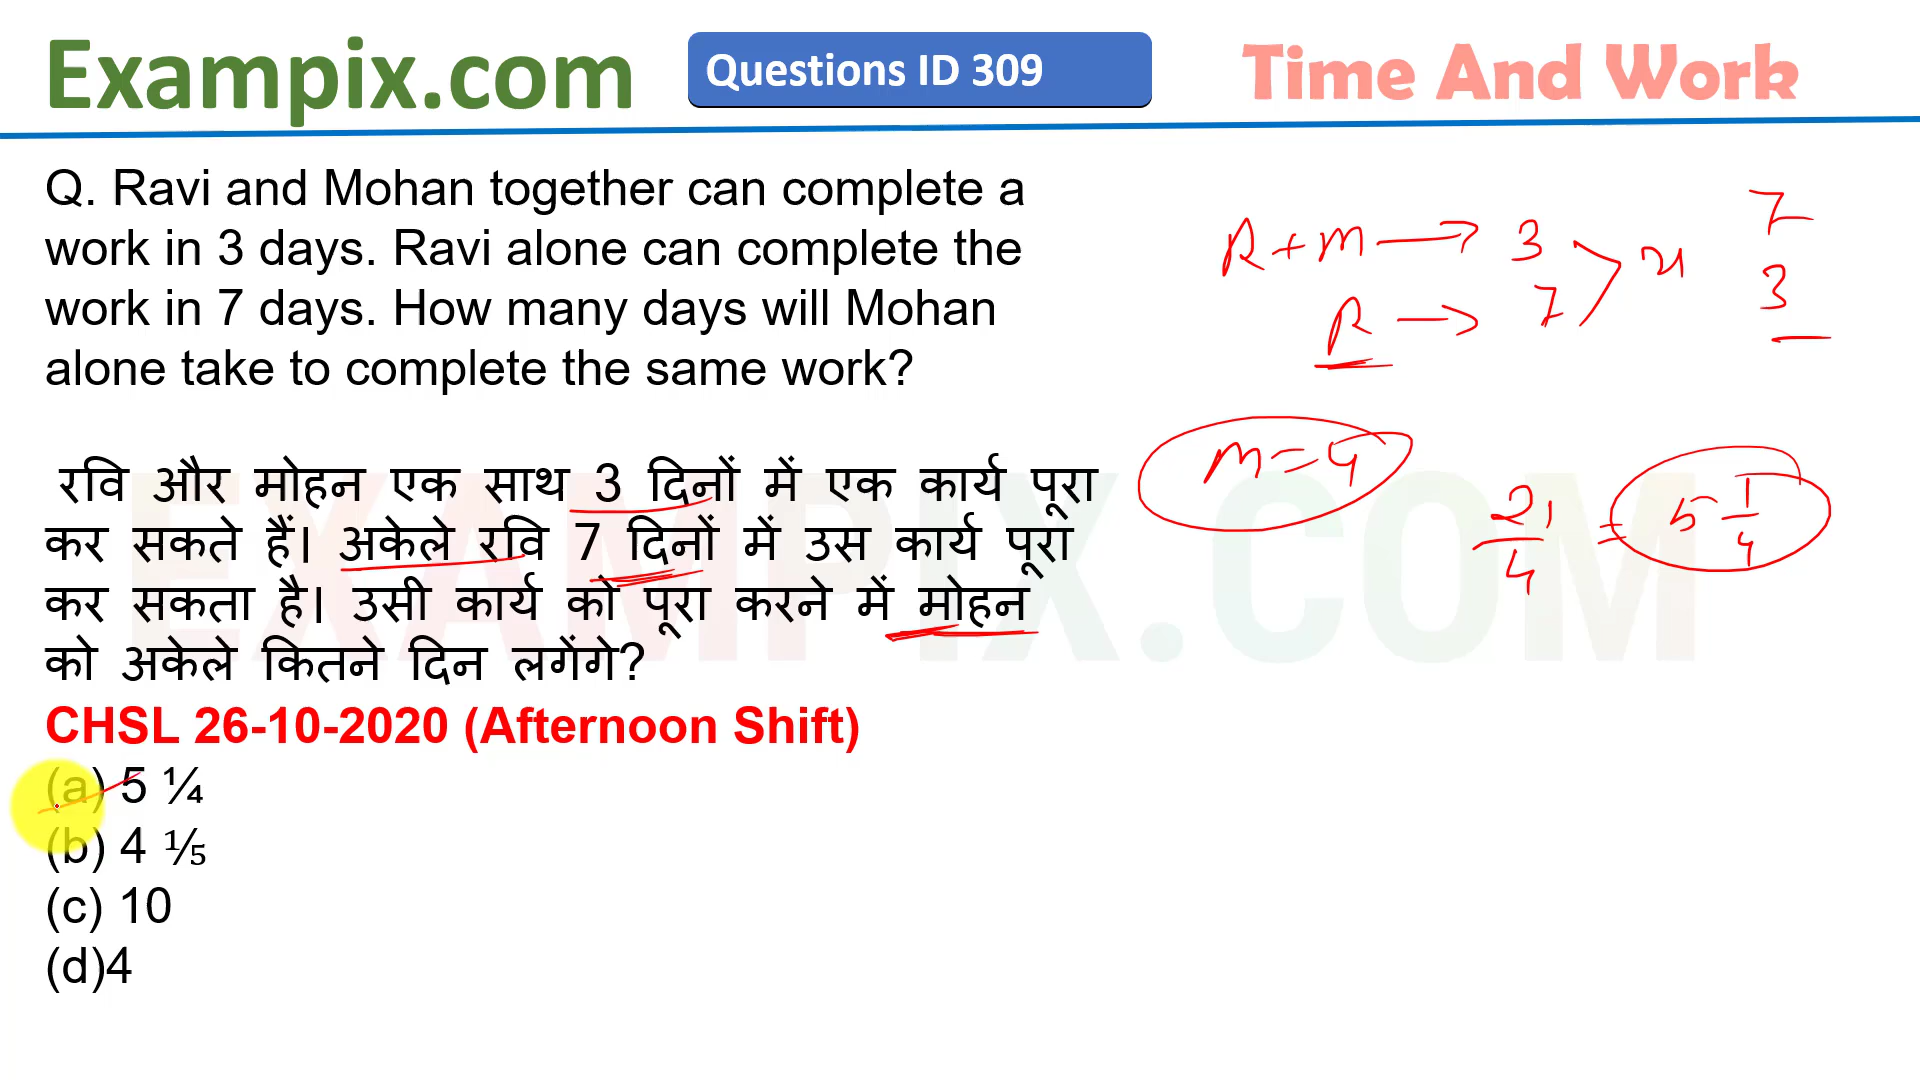 Exampix.com
Questions ID 309
Time And Work
Q. Ravi and Mohan together can complete a
work in 3 days. Ravi alone can complete the
work in 7 days. How many days will Mohan
alone take to complete the same work?
रवि और मोहन एक साथ 3 दिनों में एक कार्य पूरा
कर सकते हैं। अकेले रवि 7 दिनों में उस कार्य पूरा
कर सकता है। उसी कार्य को पूरा करने में मोहन
को अकेले कितने दिन लगेंगे?
CHSL 26-10-2020 (Afternoon Shift)
(a) 5 ¼
(b) 4 ⅕
(c) 10
(d)4
R+m → 3
R → 7
21
7
3
m = 4
21/4 = 5 1/4
EXAMPIX.COM